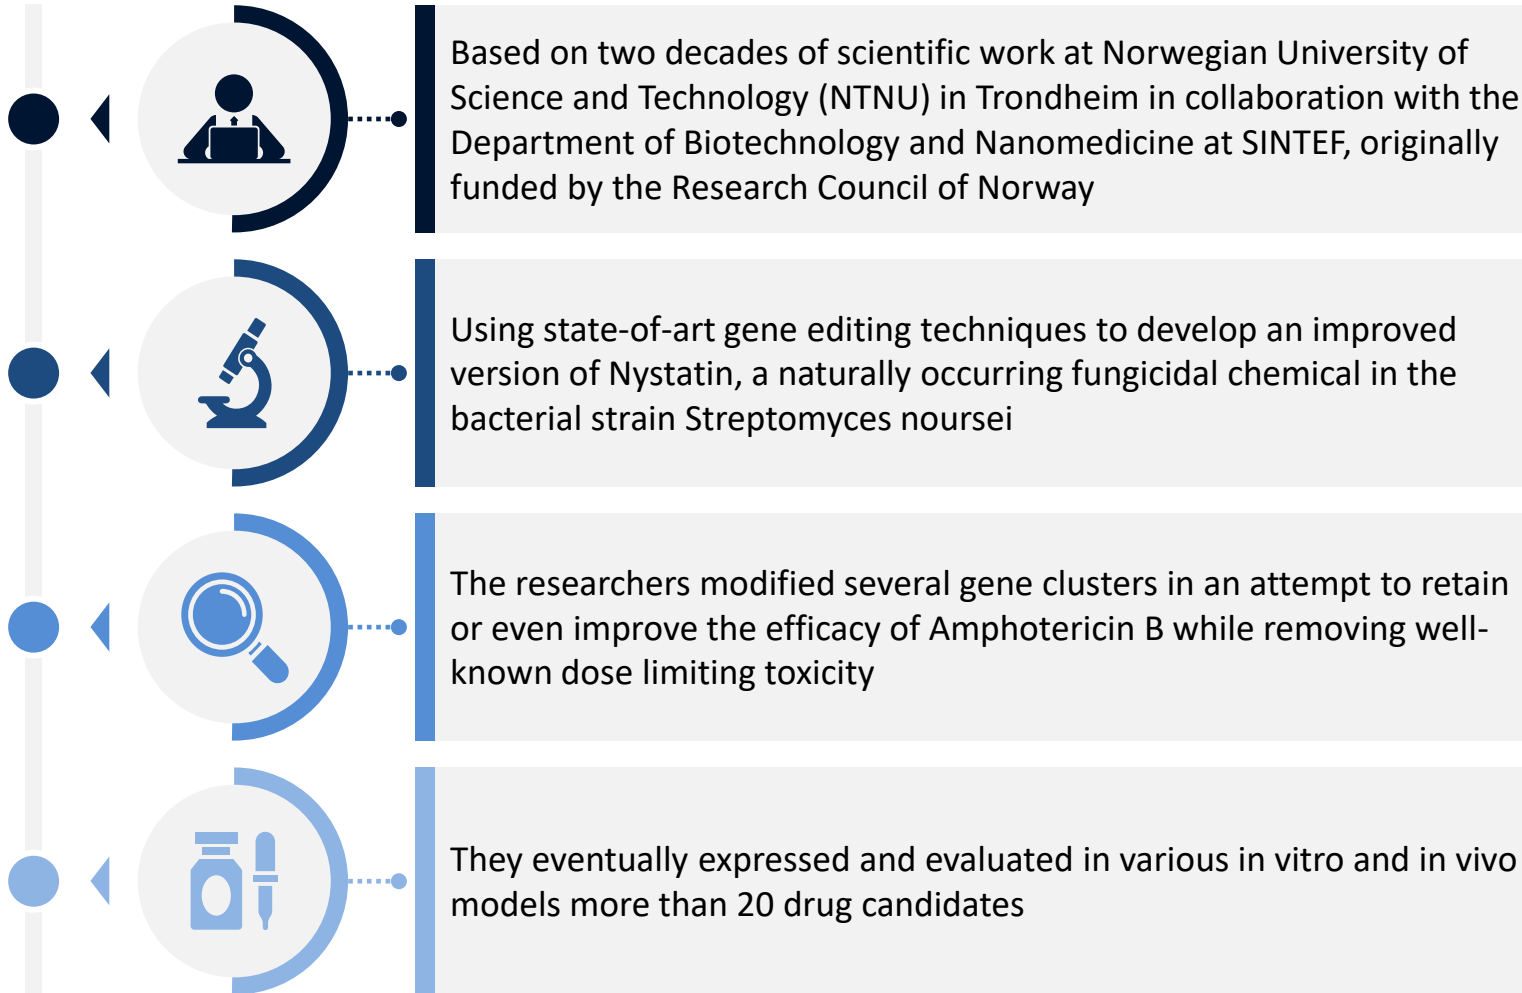 Based on two decades of scientific work at Norwegian University of
Science and Technology (NTNU) in Trondheim in collaboration with the
Department of Biotechnology and Nanomedicine at SINTEF, originally
funded by the Research Council of Norway
Using state-of-art gene editing techniques to develop an improved
version of Nystatin, a naturally occurring fungicidal chemical in the
bacterial strain Streptomyces noursei
The researchers modified several gene clusters in an attempt to retain
or even improve the efficacy of Amphotericin B while removing well-
known dose limiting toxicity
They eventually expressed and evaluated in various in vitro and in vivo
models more than 20 drug candidates